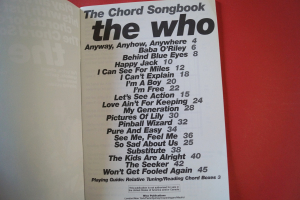 The Chord Songbook
the who
Anyway, Anyhow, Anywhere 4
Baba O'Riley 6
Behind Blue Eyes 8
Happy Jack 10
I Can See For Miles 12
I Can't Explain 18
I'm A Boy 20
I'm Free 22
Let's See Action 15
Love Ain't For Keeping 24
My Generation 28
Pictures Of Lily 30
Pinball Wizard 32
Pure And Easy 34
See Me, Feel Me 36
So Sad About Us 25
Substitute 38
The Kids Are Alright 40
The Seeker 42
Won't Get Fooled Again 45
Playing Guide: Relative Tuning/Reading Chord Boxes 3